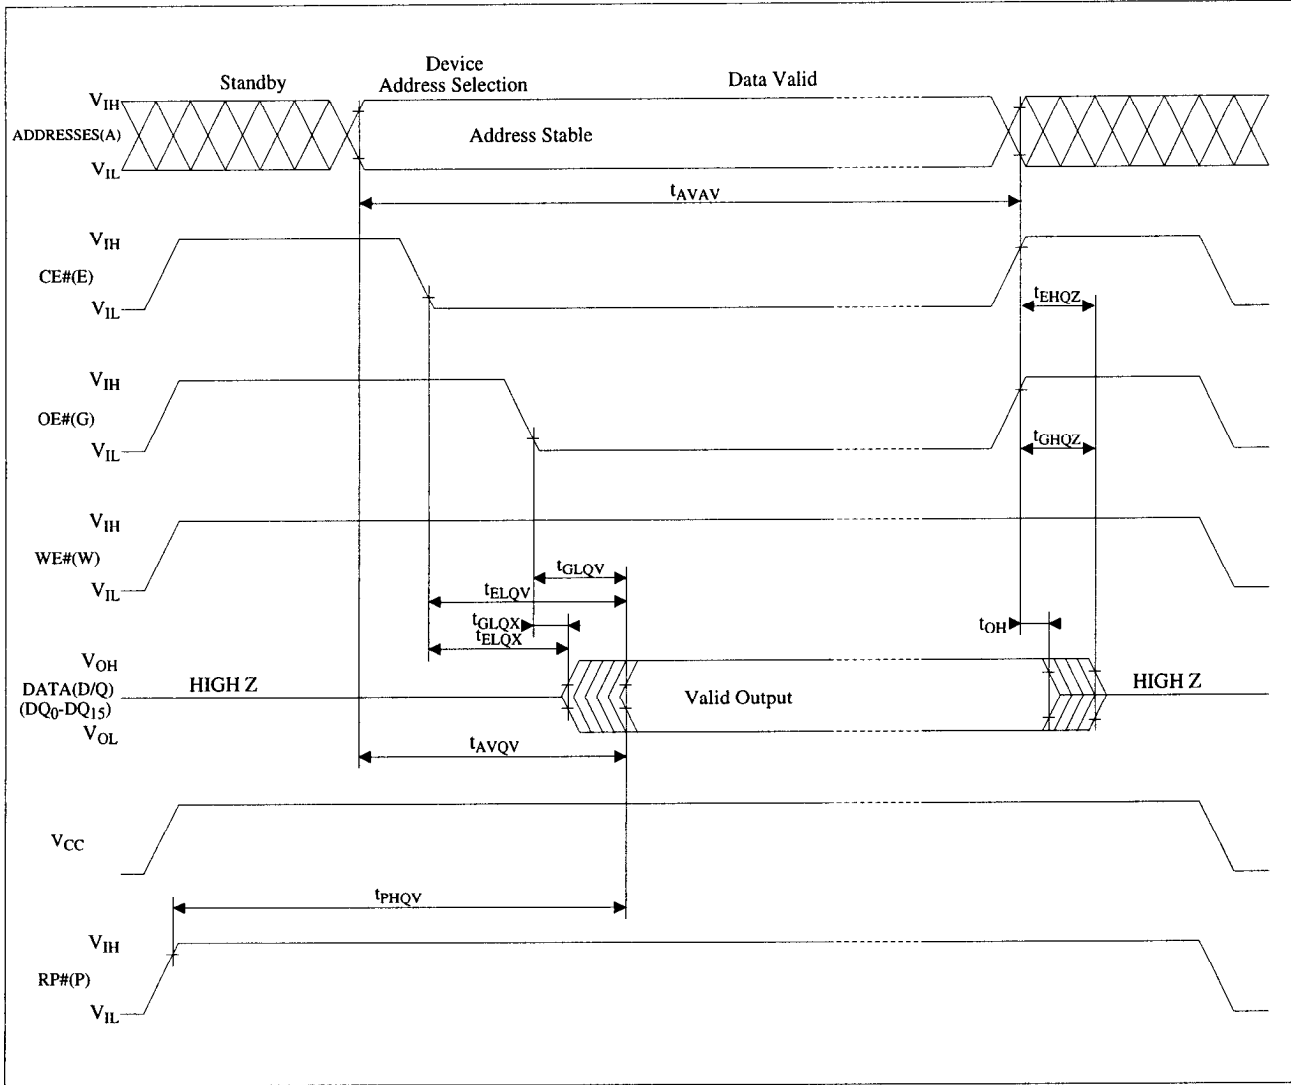 Standby
Device
Address Selection
Data Valid
VIH
ADDRESSES(A)
Address Stable
VIL
tAVAV
VIH
CE#(E)
VIL
tEHQZ
VIH
OE#(G)
VIL
tGHQZ
VIH
WE#(W)
VIL
tGLQV
tELQV
tGLQX
tELQX
tOH
VOH
DATA(D/Q)
(DQ0-DQ15)
VOL
HIGH Z
Valid Output
HIGH Z
tAVQV
VCC
tPHQV
VIH
RP#(P)
VIL